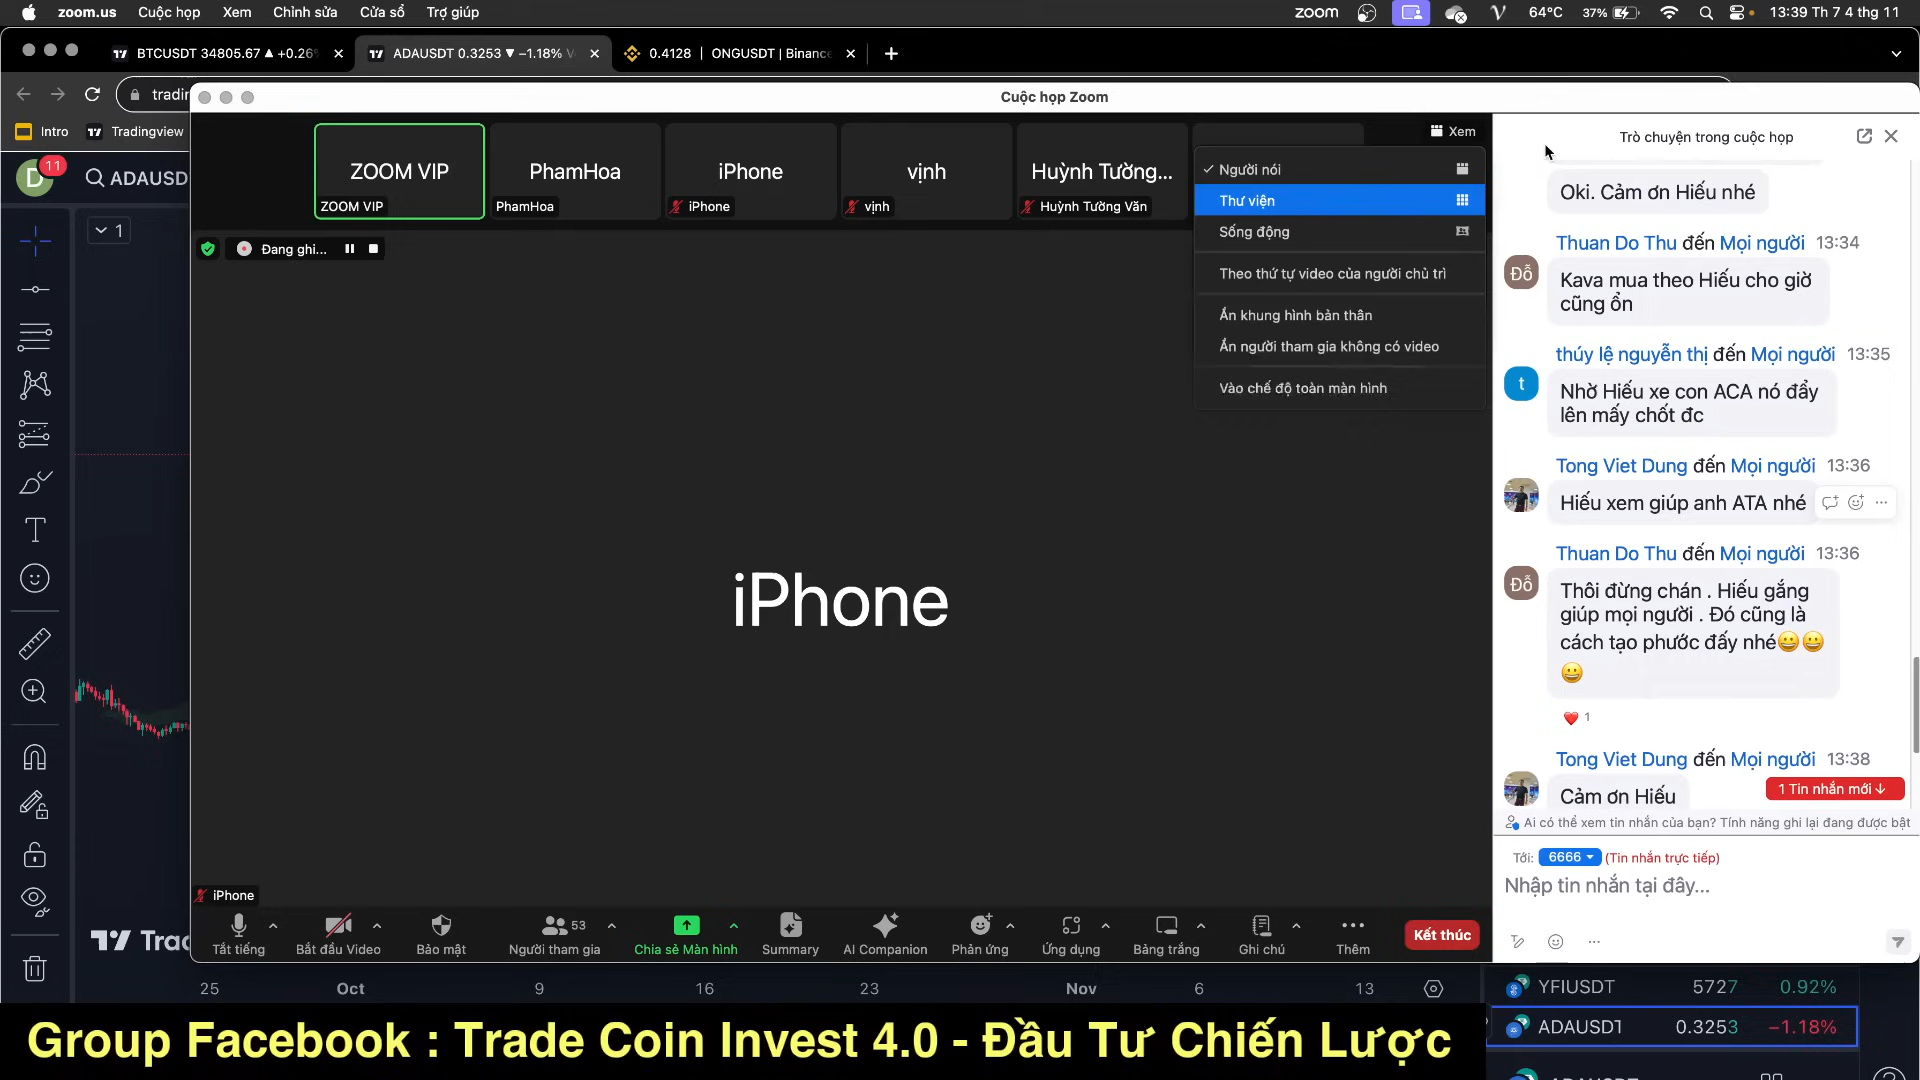 zoom.us Cuộc họp Xem Chỉnh sửa Cửa sổ Trợ giúp
zoom 64°C 37% 13:39 Th 7 4 thg 11
BTCUSDT 34805.67 ▲ +0.26
ADAUSDT 0.3253 ▼ −1.18%
0.4128 | ONGUSDT | Binance
Intro Tradingview
11
D
ADAUSD
1
Cuộc họp Zoom
Xem
ZOOM VIP
ZOOM VIP
PhamHoa
PhamHoa
iPhone
iPhone
vịnh
vịnh
Huỳnh Tường...
Huỳnh Tường Văn
Đang ghi...
Người nói
Thư viện
Sống động
Theo thứ tự video của người chủ trì
Ẩn khung hình bản thân
Ẩn người tham gia không có video
Vào chế độ toàn màn hình
iPhone
iPhone
Tắt tiếng
Bắt đầu Video
Bảo mật
53
Người tham gia
Chia sẻ Màn hình
Summary
AI Companion
Phản ứng
Ứng dụng
Bảng trắng
Ghi chú
Thêm
Kết thúc
Trò chuyện trong cuộc họp
Oki. Cảm ơn Hiếu nhé
Thuan Do Thu đến Mọi người 13:34
Đỗ
Kava mua theo Hiếu cho giờ
cũng ổn
thúy lệ nguyễn thị đến Mọi người 13:35
t
Nhờ Hiếu xe con ACA nó đẩy
lên mấy chốt đc
Tong Viet Dung đến Mọi người 13:36
Hiếu xem giúp anh ATA nhé
Thuan Do Thu đến Mọi người 13:36
Đỗ
Thôi đừng chán . Hiếu gắng
giúp mọi người . Đó cũng là
cách tạo phước đấy nhé😀😀
😀
❤️ 1
Tong Viet Dung đến Mọi người 13:38
Cảm ơn Hiếu
1 Tin nhắn mới ↓
Ai có thể xem tin nhắn của bạn? Tính năng ghi lại đang được bật
Tới: 6666 (Tin nhắn trực tiếp)
Nhập tin nhắn tại đây...
25 Oct 9 16 23 Nov 6 13
YFIUSDT 5727 0.92%
ADAUSDT 0.3253 −1.18%
Group Facebook : Trade Coin Invest 4.0 - Đầu Tư Chiến Lược